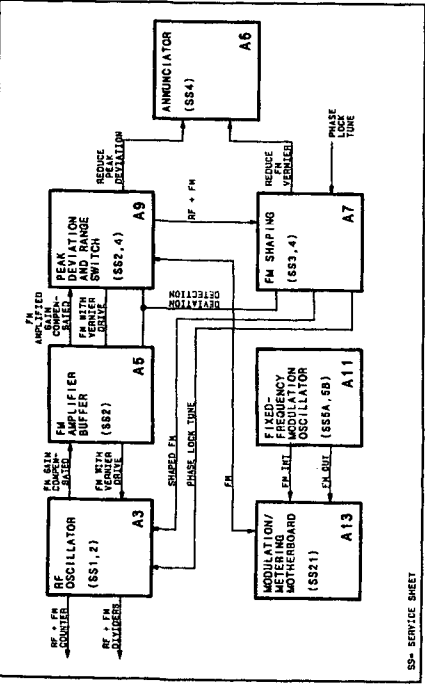 RF + FM
COUNTER
RF + FM
DIVIDERS
RF
OSCILLATOR
(SS1,2)
A3
FM GAIN
COMPEN-
SATED
FM WITH
VERNIER
DRIVE
FM
AMPLIFIER
BUFFER
(SS2)
A5
FM
AMPLIFIED
GAIN
COMPEN-
SATED
FM WITH
VERNIER
DRIVE
PEAK
DEVIATION
AND RANGE
SWITCH
(SS2,4)
A9
REDUCE
PEAK
DEVIATION
ANNUNCIATOR
(SS4)
A6
SHAPED FM
PHASE LOCK TUNE
DEVIATION
DETECTION
RF + FM
REDUCE
FM
VERNIER
FM
MODULATION/
METERING
MOTHERBOARD
(SS21)
A13
FM INT
FM OUT
FIXED-
FREQUENCY
MODULATION
OSCILLATOR
(SS5A,5B)
A11
FM SHAPING
(SS3,4)
A7
PHASE
LOCK
TUNE
SS= SERVICE SHEET